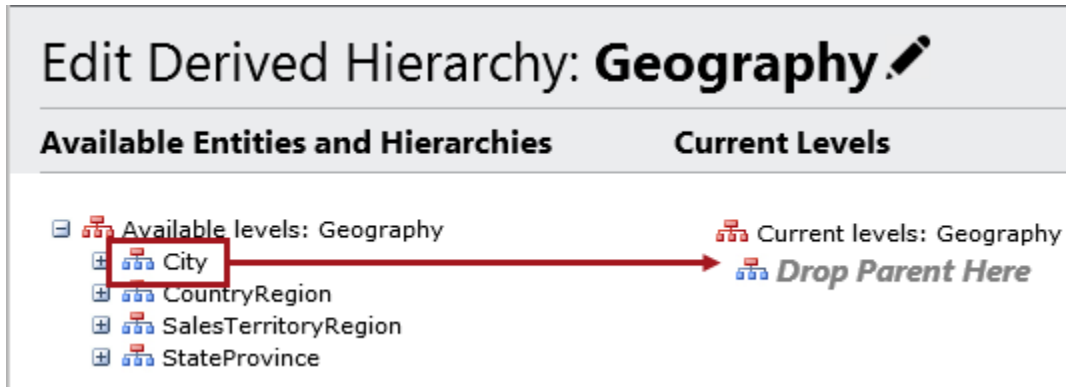 Edit Derived Hierarchy: Geography
Available Entities and Hierarchies
Current Levels
Available levels: Geography
City
CountryRegion
SalesTerritoryRegion
StateProvince
Current levels: Geography
Drop Parent Here